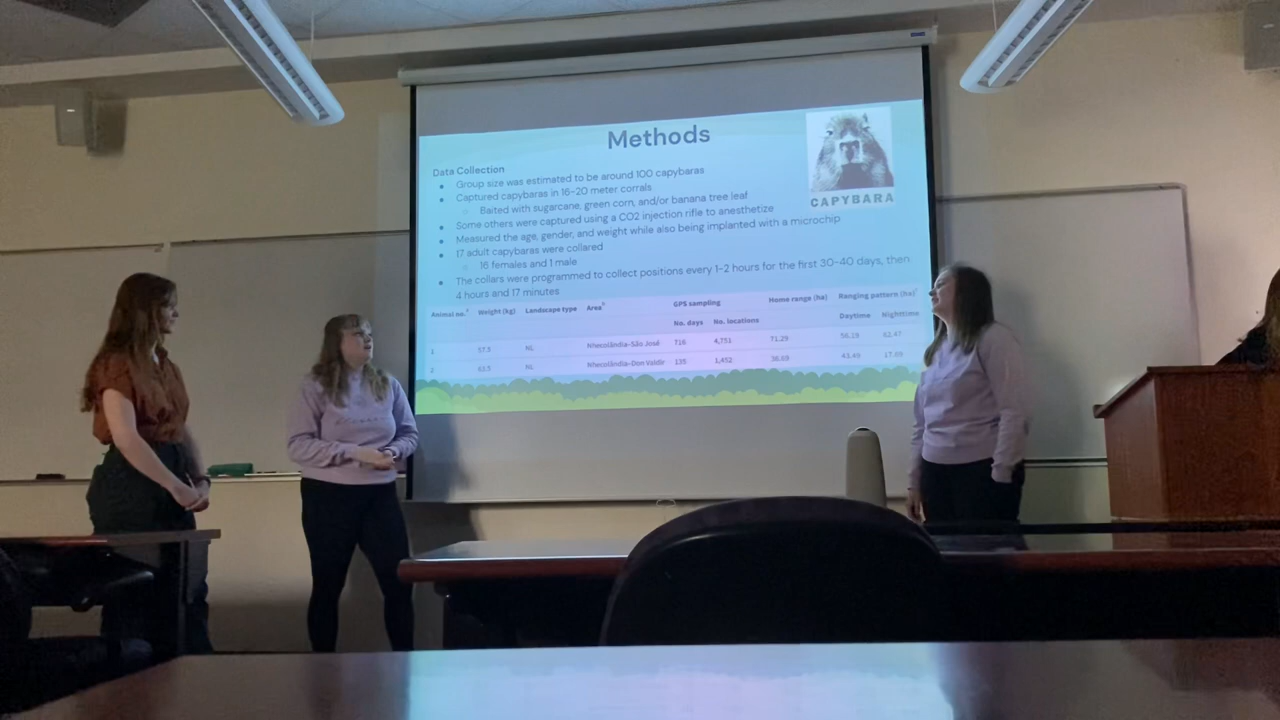 Methods
Data Collection
Group size was estimated to be around 100 capybaras
Captured capybaras in 16-20 meter corrals
Baited with sugarcane, green corn, and/or banana tree leaf
Some others were captured using a CO2 injection rifle to anesthetize
Measured the age, gender, and weight while also being implanted with a microchip
17 adult capybaras were collared
16 females and 1 male
The collars were programmed to collect positions every 1-2 hours for the first 30-40 days, then
4 hours and 17 minutes
CAPYBARA
Animal no. Weight (kg) Landscape type Area GPS sampling Home range (ha) Ranging pattern (ha)
No. days No. locations Daytime Nighttime
1 57.5 NL Nhecolândia-São José 716 4,751 71.29 56.19 62.47
2 62.5 NL Nhecolândia-Don Valdir 135 1,452 36.69 43.49 17.69